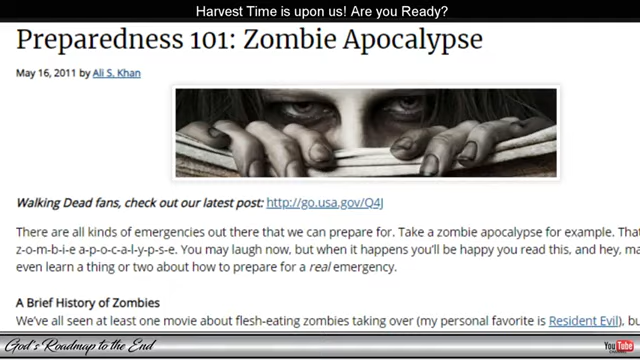 Harvest Time is upon us! Are you Ready?
Preparedness 101: Zombie Apocalypse
May 16, 2011 by Ali S. Khan
Walking Dead fans, check out our latest post: http://go.usa.gov/Q4J
There are all kinds of emergencies out there that we can prepare for. Take a zombie apocalypse for example. That
z-o-m-b-i-e a-p-o-c-a-l-y-p-s-e. You may laugh now, but when it happens you'll be happy you read this, and hey, ma
even learn a thing or two about how to prepare for a real emergency.
A Brief History of Zombies
We've all seen at least one movie about flesh-eating zombies taking over (my personal favorite is Resident Evil), bu
God's Roadmap to the End
YouTube